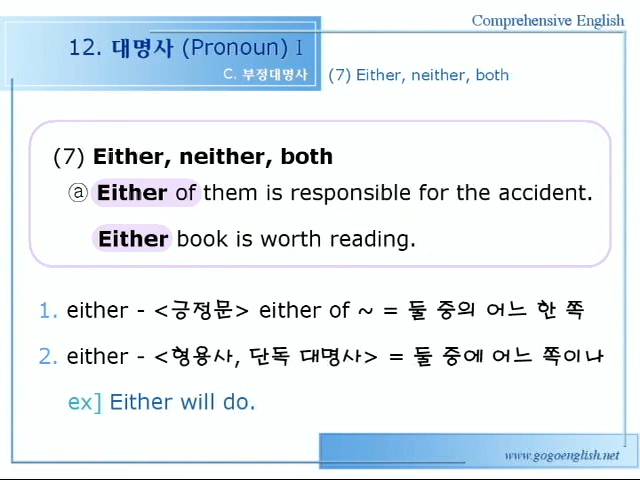 Comprehensive English
12. 대명사 (Pronoun) I
C. 부정대명사
(7) Either, neither, both
(7) Either, neither, both
ⓐ Either of them is responsible for the accident.
Either book is worth reading.
1. either - <긍정문> either of ~ = 둘 중의 어느 한 쪽
2. either - <형용사, 단독 대명사> = 둘 중에 어느 쪽이나
ex] Either will do.
www.gogoenglish.net